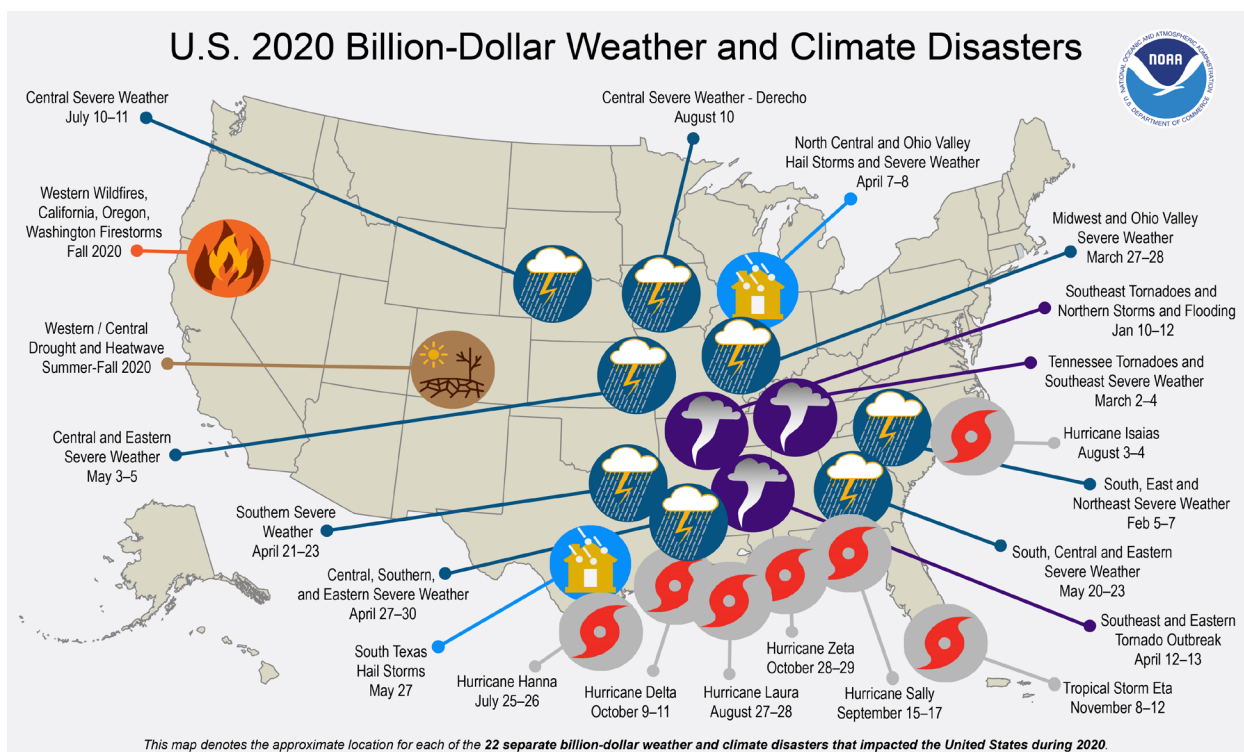 U.S. 2020 Billion-Dollar Weather and Climate Disasters
NATIONAL OCEANIC AND ATMOSPHERIC ADMINISTRATION
NOAA
U.S. DEPARTMENT OF COMMERCE
Central Severe Weather
July 10–11
Central Severe Weather - Derecho
August 10
North Central and Ohio Valley
Hail Storms and Severe Weather
April 7–8
Western Wildfires,
California, Oregon,
Washington Firestorms
Fall 2020
Midwest and Ohio Valley
Severe Weather
March 27–28
Southeast Tornadoes and
Northern Storms and Flooding
Jan 10–12
Western / Central
Drought and Heatwave
Summer-Fall 2020
Tennessee Tornadoes and
Southeast Severe Weather
March 2–4
Central and Eastern
Severe Weather
May 3–5
Hurricane Isaias
August 3–4
South, East and
Northeast Severe Weather
Feb 5–7
Southern Severe
Weather
April 21–23
South, Central and Eastern
Severe Weather
May 20–23
Central, Southern,
and Eastern Severe Weather
April 27–30
Southeast and Eastern
Tornado Outbreak
April 12–13
South Texas
Hail Storms
May 27
Hurricane Hanna
July 25–26
Hurricane Delta
October 9–11
Hurricane Laura
August 27–28
Hurricane Zeta
October 28–29
Hurricane Sally
September 15–17
Tropical Storm Eta
November 8–12
This map denotes the approximate location for each of the 22 separate billion-dollar weather and climate disasters that impacted the United States during 2020.